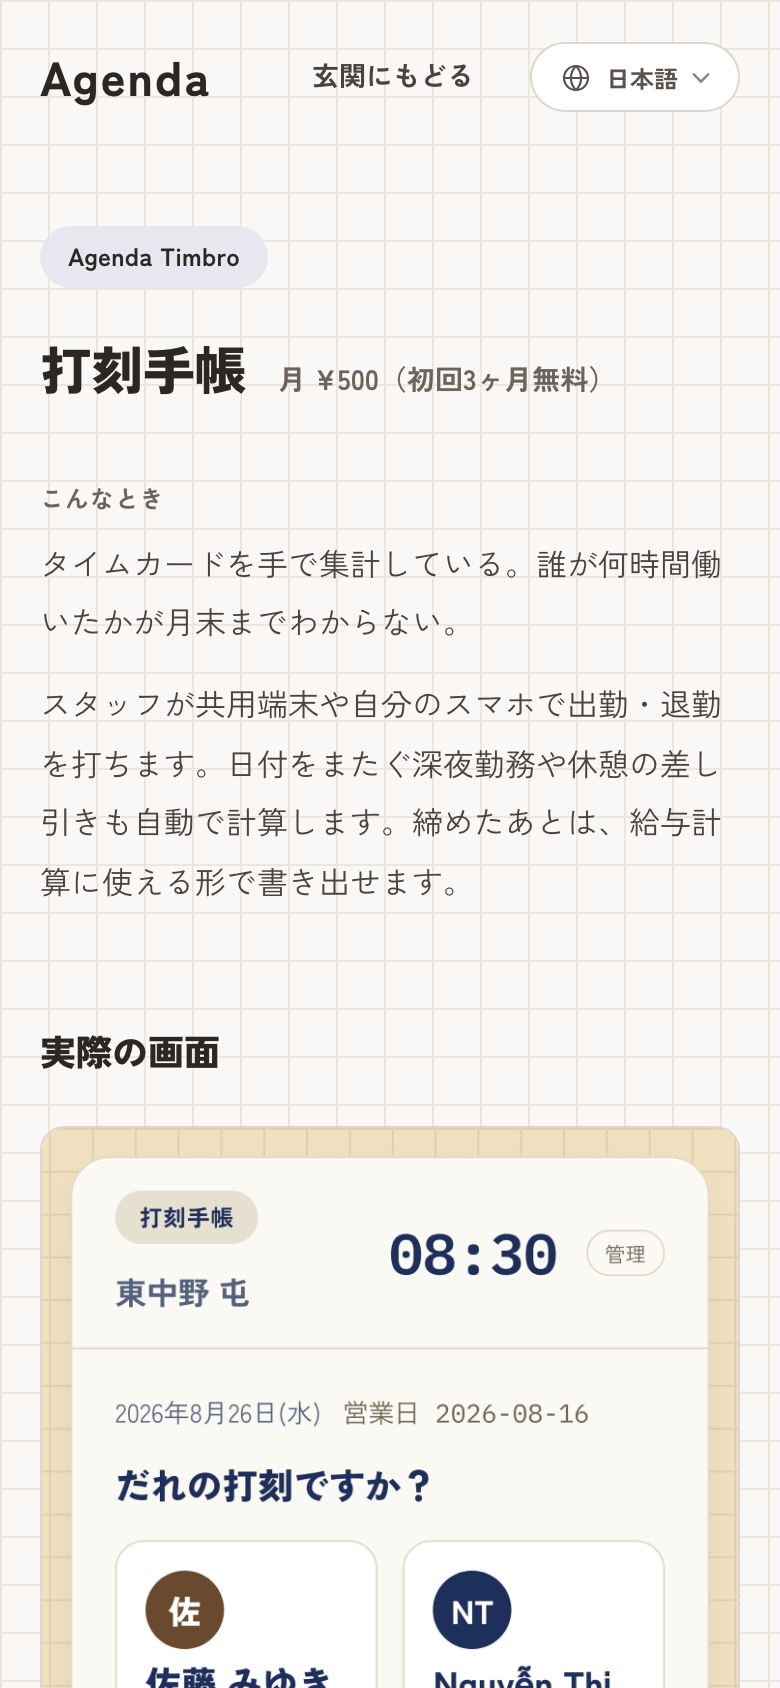 Agenda
玄関にもどる
日本語
Agenda Timbro
打刻手帳
月 ¥500（初回3ヶ月無料）
こんなとき
タイムカードを手で集計している。誰が何時間働
いたかが月末までわからない。
スタッフが共用端末や自分のスマホで出勤・退勤
を打ちます。日付をまたぐ深夜勤務や休憩の差し
引きも自動で計算します。締めたあとは、給与計
算に使える形で書き出せます。
実際の画面
打刻手帳
08:30
管理
東中野 屯
2026年8月26日(水) 営業日 2026-08-16
だれの打刻ですか？
佐
NT
佐藤 みゆき
Nguyễn Thi